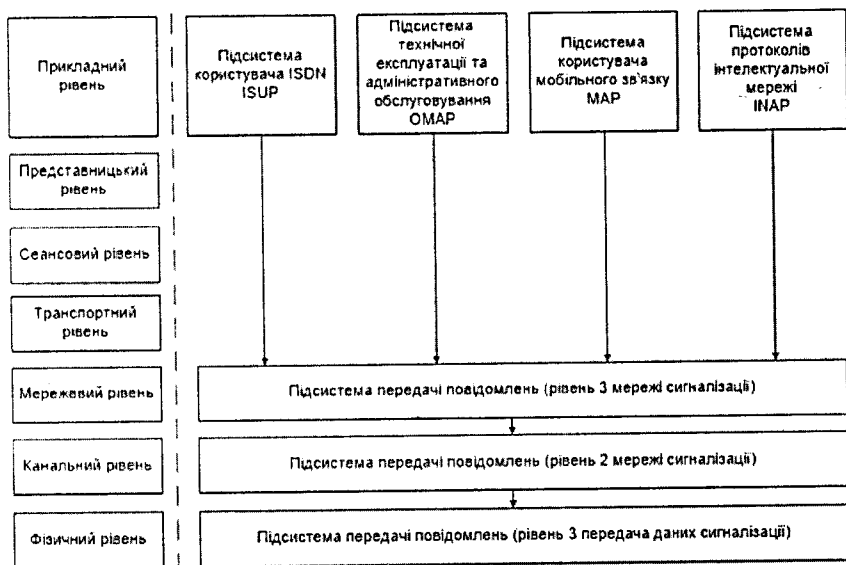 Прикладний
рівень
Підсистема
користувача ISDN
ISUP
Підсистема
технічної
експлуатації та
адміністративного
обслуговування
OMAP
Підсистема
користувача
мобільного зв'язку
MAP
Підсистема
протоколів
інтелектуальної
мережі
INAP
Представницький
рівень
Сеансовий рівень
Транспортний
рівень
Мережевий рівень
Підсистема передачі повідомлень (рівень 3 мережі сигналізації)
Канальний рівень
Підсистема передачі повідомлень (рівень 2 мережі сигналізації)
Фізичний рівень
Підсистема передачі повідомлень (рівень 3 передача даних сигналізації)